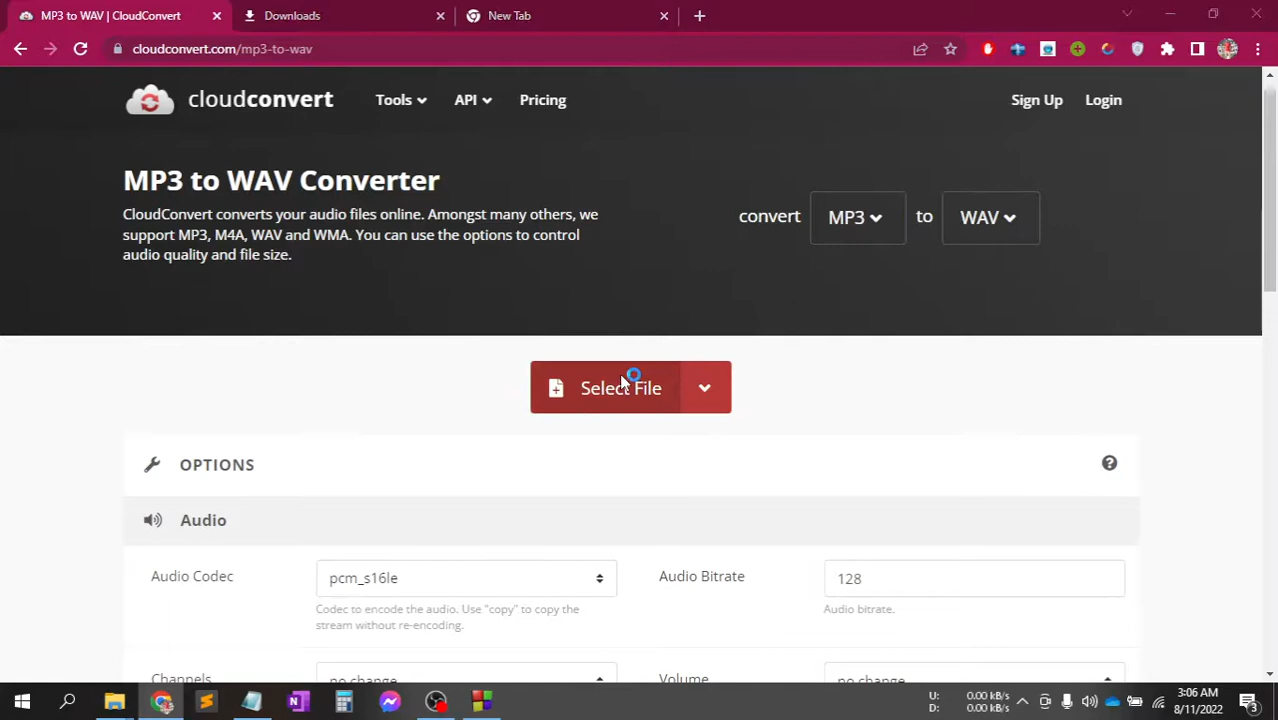 MP3 to WAV | CloudConvert
Downloads
New Tab
cloudconvert.com/mp3-to-wav
cloudconvert
Tools
API
Pricing
Sign Up
Login
MP3 to WAV Converter
CloudConvert converts your audio files online. Amongst many others, we
support MP3, M4A, WAV and WMA. You can use the options to control
audio quality and file size.
convert
MP3
to
WAV
Select File
OPTIONS
Audio
Audio Codec
pcm_s16le
Codec to encode the audio. Use "copy" to copy the
stream without re-encoding.
Audio Bitrate
128
Audio bitrate.
Channels
no change
Volume
no change
U: 0.00 kB/s
D: 0.00 kB/s
3:06 AM
8/11/2022
3